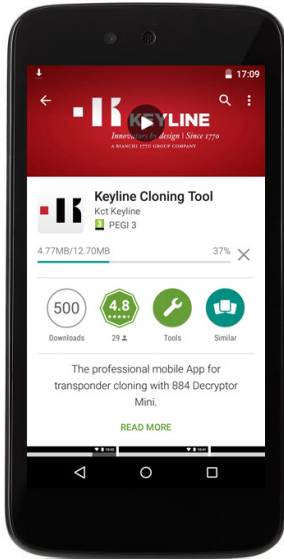 17:09
KEYLINE
Innovators by design | Since 1770
A BIANCHI 1770 GROUP COMPANY
Keyline Cloning Tool
Kct Keyline
3 PEGI 3
4.77MB/12.70MB 37%
500
4.8
Downloads
29
Tools
Similar
The professional mobile App for
transponder cloning with 884 Decryptor
Mini.
READ MORE